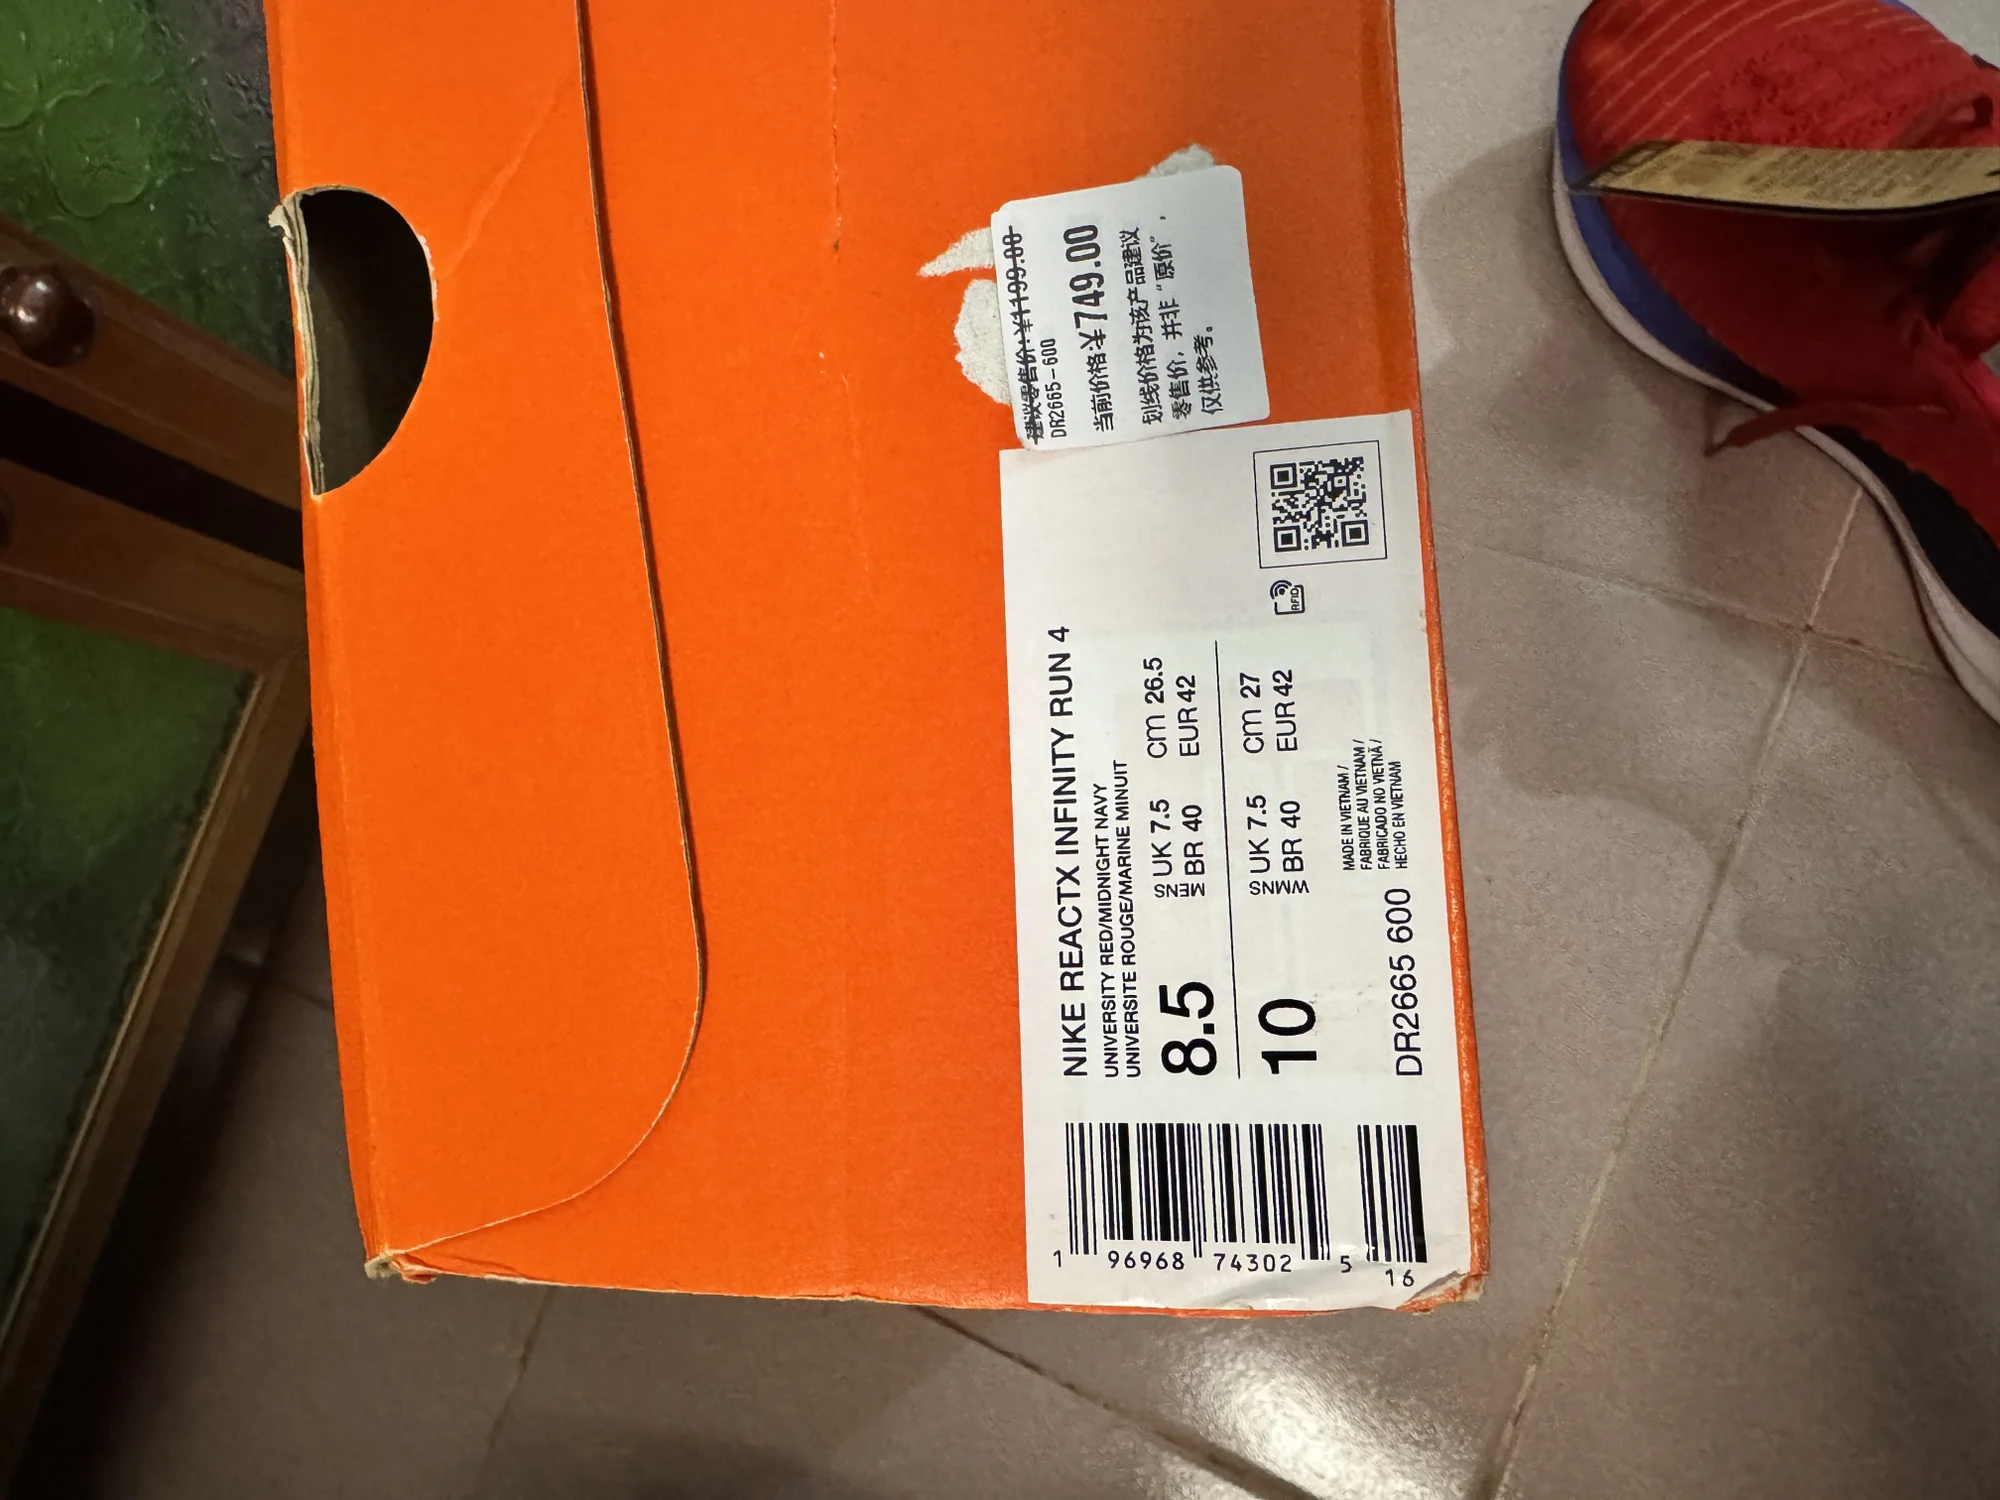 建议零售价:¥1199.00
DR2665-600
当前价格:¥749.00
划线价格为该产品建议
零售价，并非“原价”，
仅供参考。
NIKE REACTX INFINITY RUN 4
UNIVERSITY RED/MIDNIGHT NAVY
UNIVERSITE ROUGE/MARINE MINUIT
8.5 SNEM UK 7.5 cm 26.5
BR 40 EUR 42
10 SNWM UK 7.5 cm 27
BR 40 EUR 42
RFID
MADE IN VIETNAM /
FABRIQUE AU VIETNAM /
FABRICADO NO VIETNÃ /
HECHO EN VIETNAM
DR2665 600
1 96968 74302 5
16